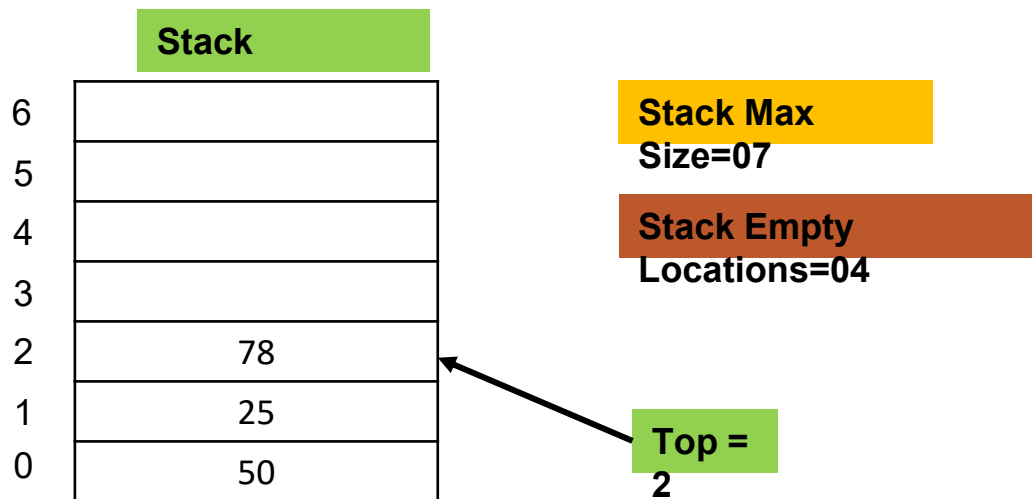 Stack
6
Stack Max
Size=07
5
4
Stack Empty
Locations=04
3
2 78
1 25
Top =
2
0 50